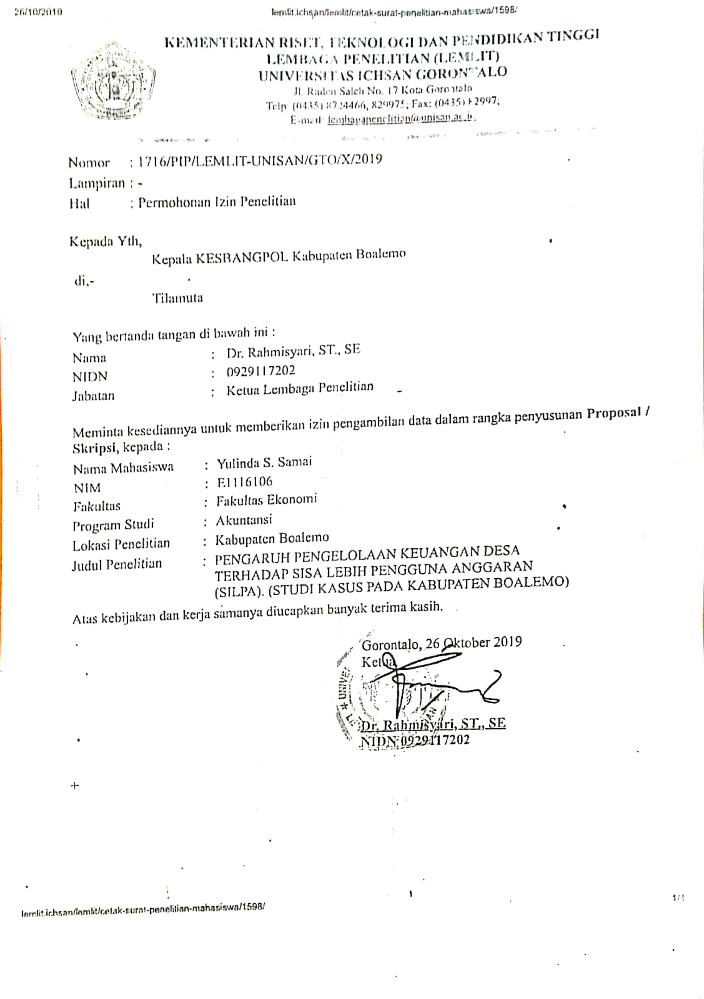 26/10/2019
lemlit.ichsan/lemlit/cetak-surat-penelitian-mahasiswa/1598/
KEMENTERIAN RISET, TEKNOLOGI DAN PENDIDIKAN TINGGI
LEMBAGA PENELITIAN (LEMLIT)
UNIVERSITAS ICHSAN GORONTALO
Jl. Raden Saleh No. 17 Kota Gorontalo
Telp (0435) 8724466, 829975; Fax: (0435) 82997;
E-mail: lembagapenelitian@unisan.ac.id
Nomor : 1716/PIP/LEMLIT-UNISAN/GTO/X/2019
Lampiran : -
Hal : Permohonan Izin Penelitian
Kepada Yth,
Kepala KESBANGPOL Kabupaten Boalemo
di,-
Tilamuta
Yang bertanda tangan di bawah ini :
Nama : Dr. Rahmisyari, ST., SE
NIDN : 0929117202
Jabatan : Ketua Lembaga Penelitian
Meminta kesediannya untuk memberikan izin pengambilan data dalam rangka penyusunan Proposal /
Skripsi, kepada :
Nama Mahasiswa : Yulinda S. Samai
NIM : E1116106
Fakultas : Fakultas Ekonomi
Program Studi : Akuntansi
Lokasi Penelitian : Kabupaten Boalemo
Judul Penelitian : PENGARUH PENGELOLAAN KEUANGAN DESA
TERHADAP SISA LEBIH PENGGUNA ANGGARAN
(SILPA). (STUDI KASUS PADA KABUPATEN BOALEMO)
Atas kebijakan dan kerja samanya diucapkan banyak terima kasih.
Gorontalo, 26 Oktober 2019
Ketua
Dr. Rahmisyari, ST., SE
NIDN:0929117202
+
lemlit.ichsan/lemlit/cetak-surat-penelitian-mahasiswa/1598/
1/1